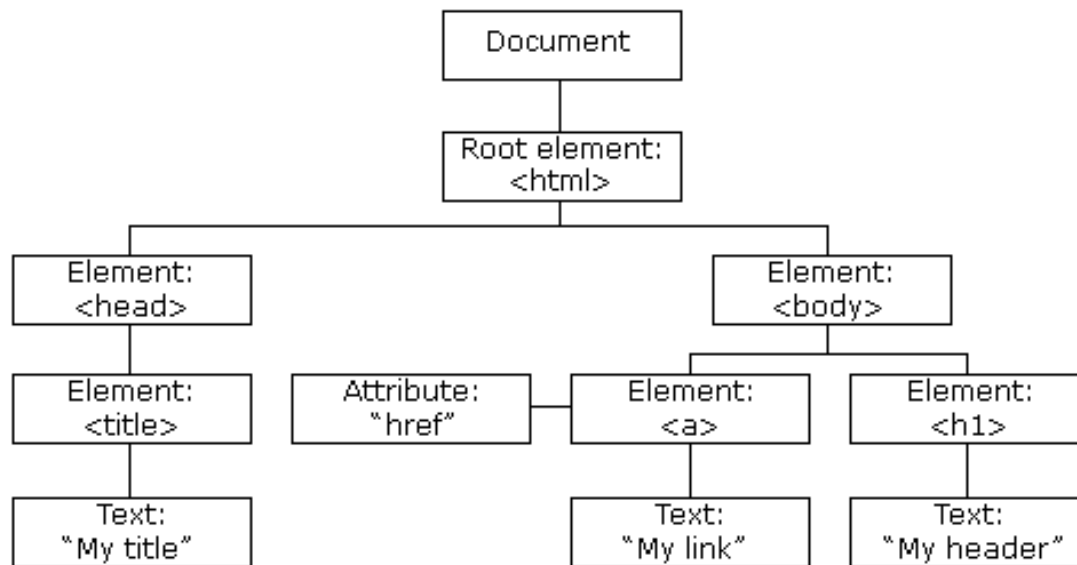 Document
Root element:
<html>
Element:
<head>
Element:
<body>
Element:
<title>
Attribute:
“href”
Element:
<a>
Element:
<h1>
Text:
“My title”
Text:
“My link”
Text:
“My header”